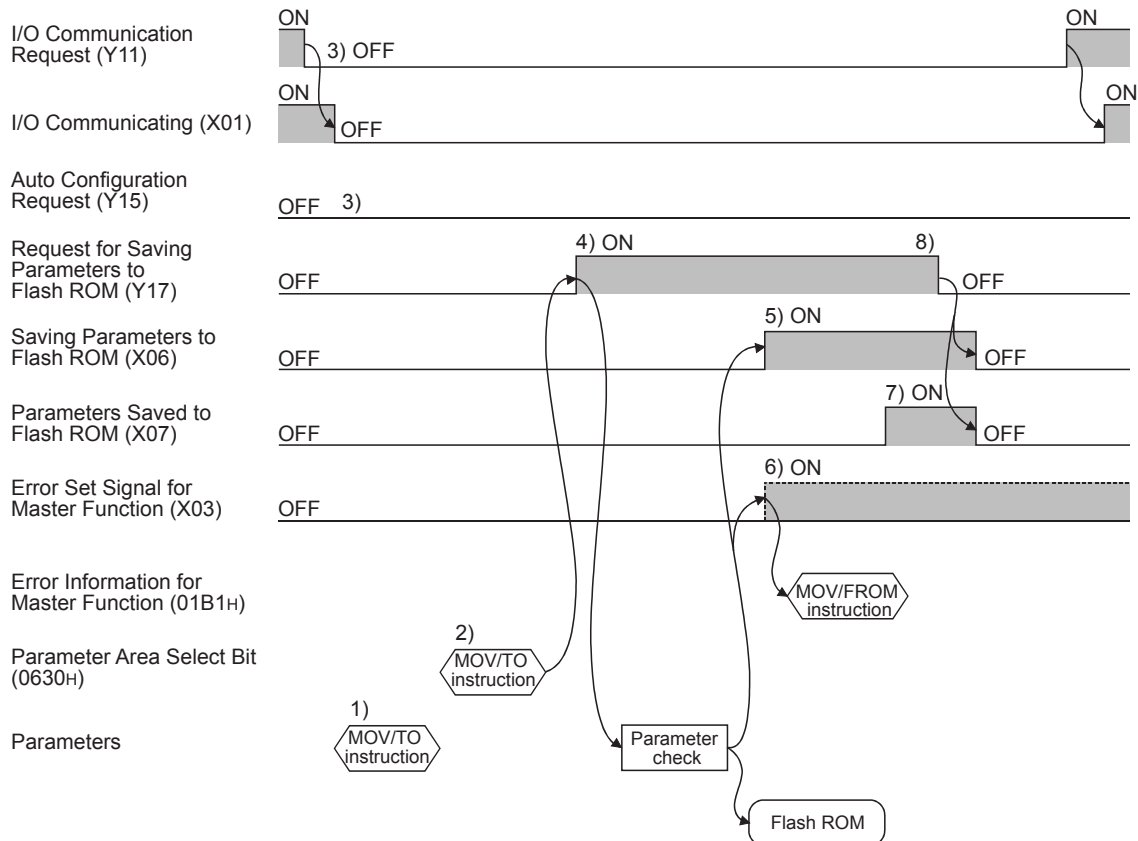 ON
ON
I/O Communication
Request (Y11)
3) OFF
ON
ON
I/O Communicating (X01)
OFF
Auto Configuration
Request (Y15)
OFF 3)
Request for Saving
Parameters to
Flash ROM (Y17)
4) ON
8)
OFF
OFF
Saving Parameters to
Flash ROM (X06)
5) ON
OFF
OFF
Parameters Saved to
Flash ROM (X07)
7) ON
OFF
OFF
Error Set Signal for
Master Function (X03)
6) ON
OFF
Error Information for
Master Function (01B1H)
MOV/FROM
instruction
Parameter Area Select Bit
(0630H)
2)
MOV/TO
instruction
Parameters
1)
MOV/TO
instruction
Parameter
check
Flash ROM